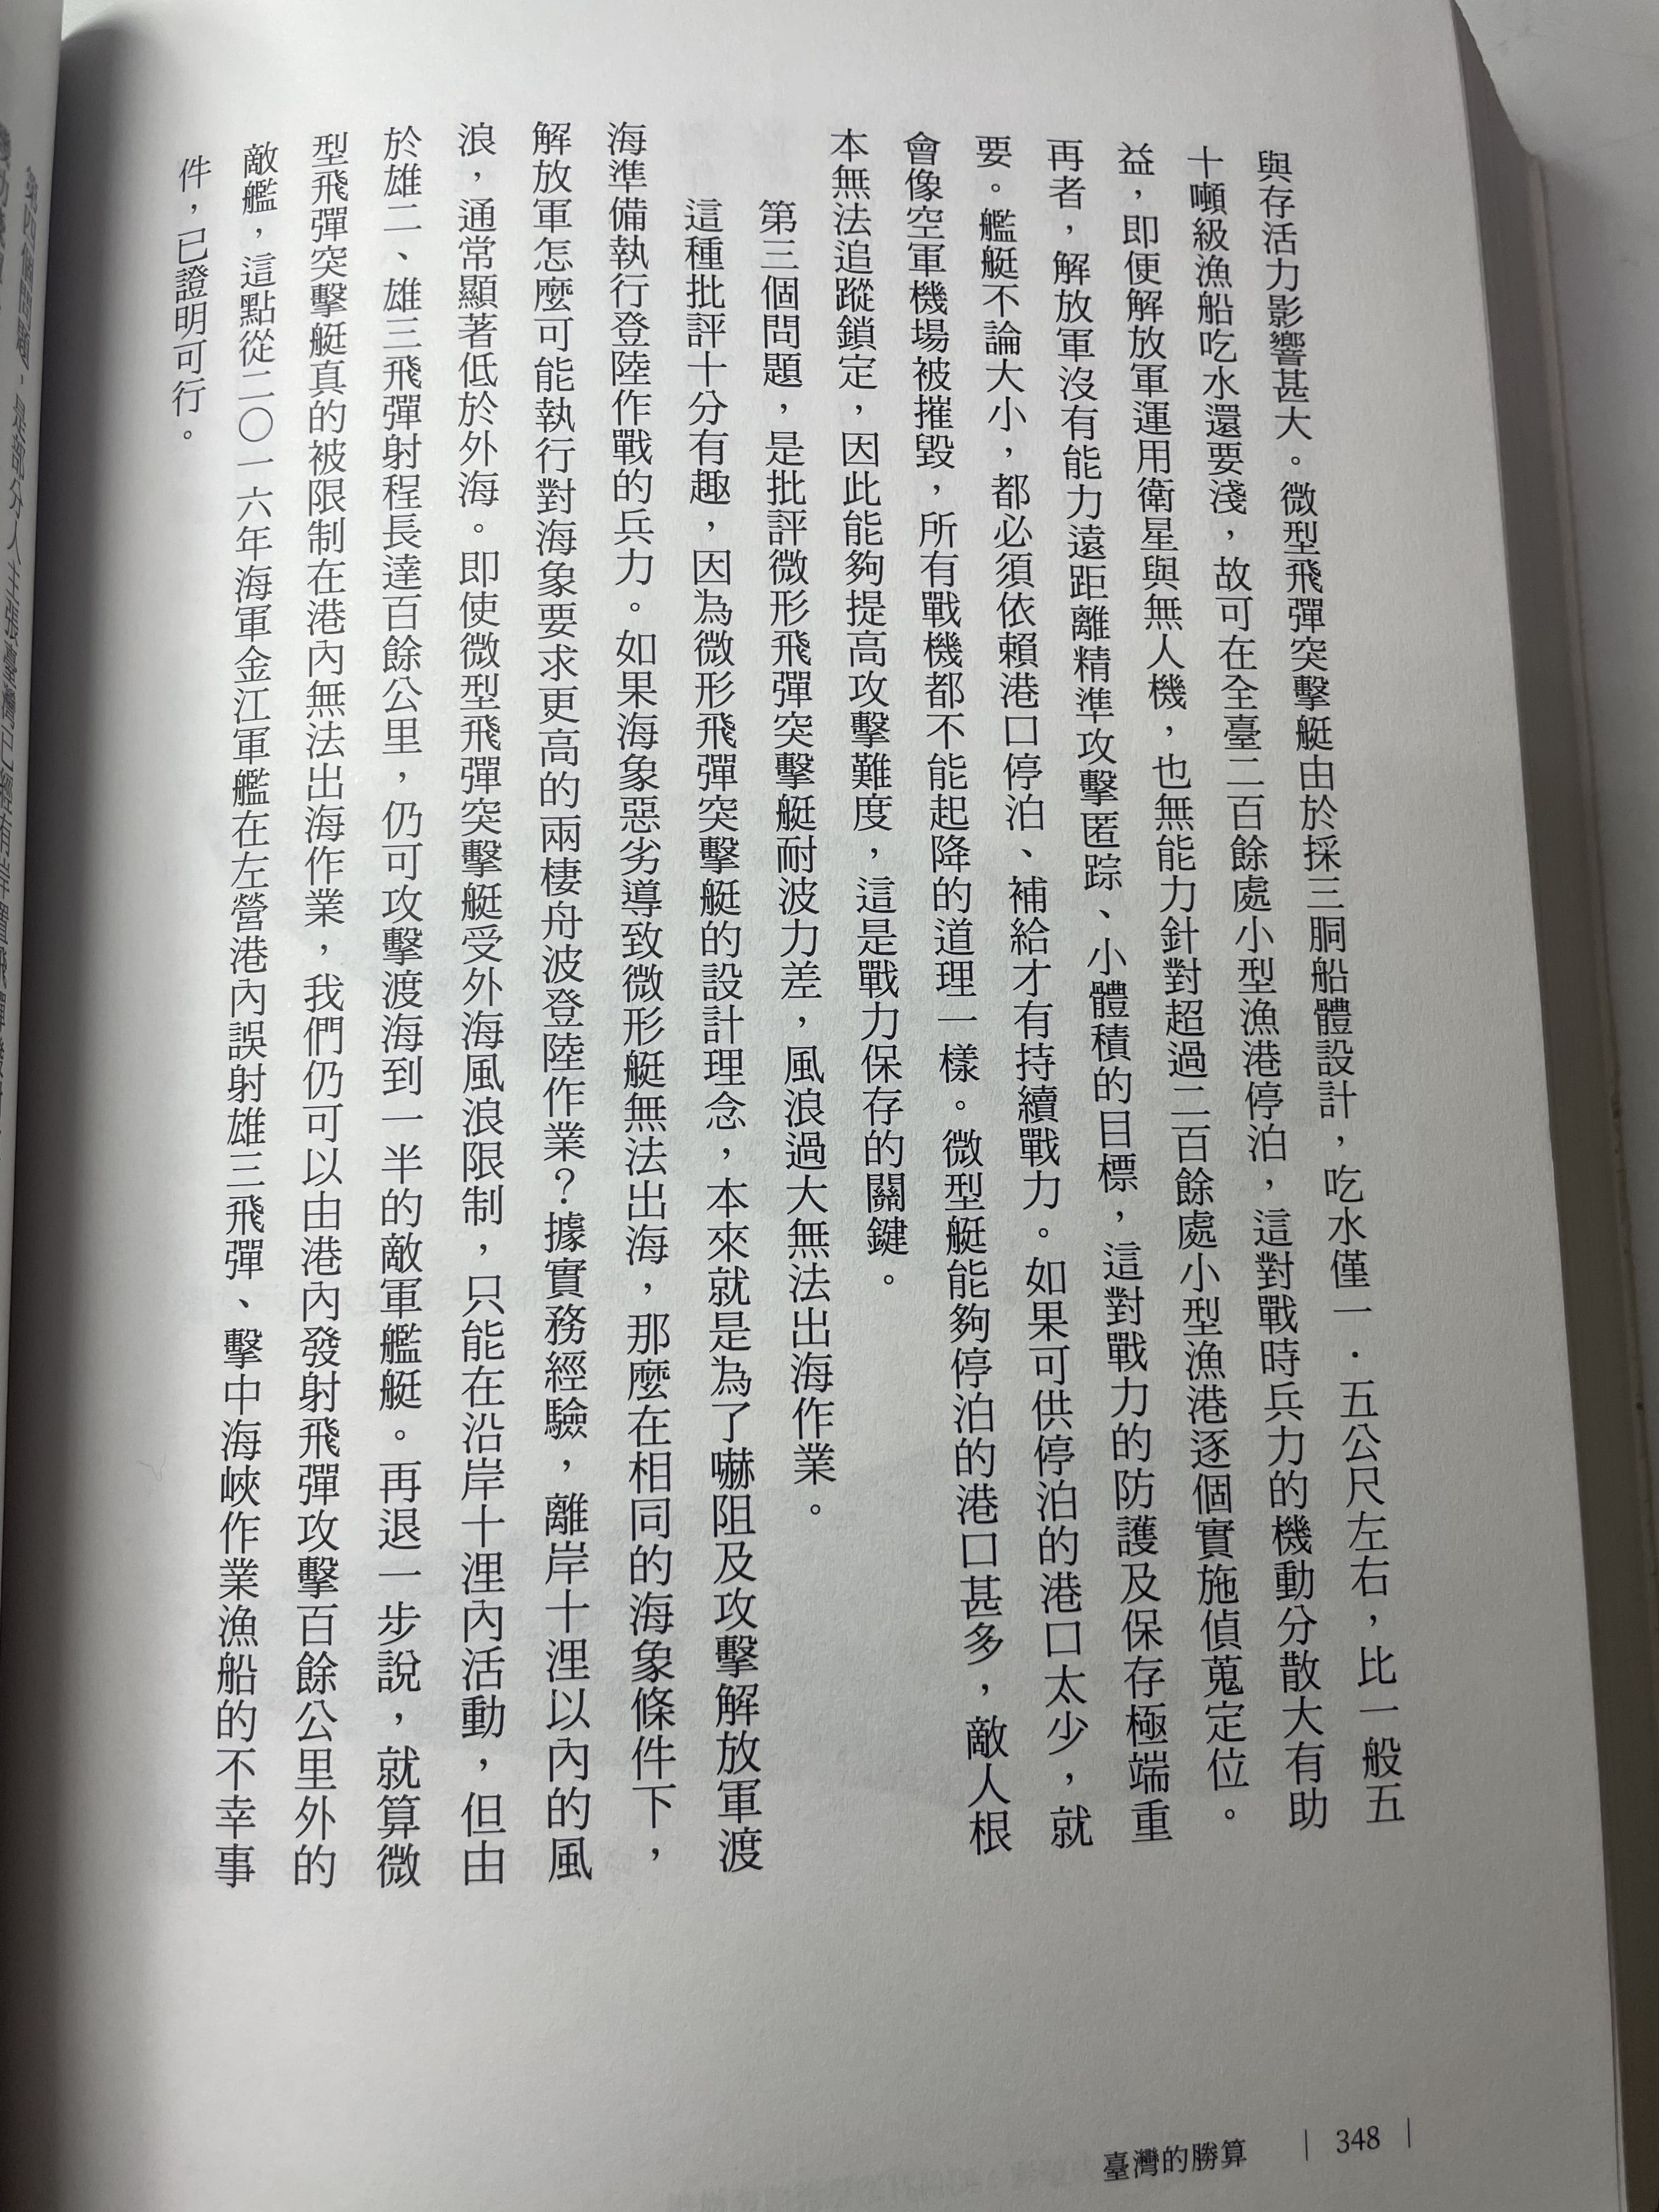 與存活力影響甚大。微型飛彈突擊艇由於採三胴船體設計，吃水僅一．五公尺左右，比一般五
十噸級漁船吃水還要淺，故可在全臺二百餘處小型漁港停泊，這對戰時兵力的機動分散大有助
益，即便解放軍運用衛星與無人機，也無能力針對超過二百餘處小型漁港逐個實施偵蒐定位。
再者，解放軍沒有能力遠距離精準攻擊匿踪、小體積的目標，這對戰力的防護及保存極端重
要。艦艇不論大小，都必須依賴港口停泊、補給才有持續戰力。如果可供停泊的港口太少，就
會像空軍機場被摧毀，所有戰機都不能起降的道理一樣。微型艇能夠停泊的港口甚多，敵人根
本無法追蹤鎖定，因此能夠提高攻擊難度，這是戰力保存的關鍵。
第三個問題，是批評微形飛彈突擊艇耐波力差，風浪過大無法出海作業。
這種批評十分有趣，因為微形飛彈突擊艇的設計理念，本來就是為了嚇阻及攻擊解放軍渡
海準備執行登陸作戰的兵力。如果海象惡劣導致微形艇無法出海，那麼在相同的海象條件下，
解放軍怎麼可能執行對海象要求更高的兩棲舟波登陸作業？據實務經驗，離岸十浬以內的風
浪，通常顯著低於外海。即使微型飛彈突擊艇受外海風浪限制，只能在沿岸十浬內活動，但由
於雄二、雄三飛彈射程長達百餘公里，仍可攻擊渡海到一半的敵軍艦艇。再退一步說，就算微
型飛彈突擊艇真的被限制在港內無法出海作業，我們仍可以由港內發射飛彈攻擊百餘公里外的
敵艦，這點從二〇一六年海軍金江軍艦在左營港內誤射雄三飛彈、擊中海峽作業漁船的不幸事
件，已證明可行。
臺灣的勝算 | 348 |